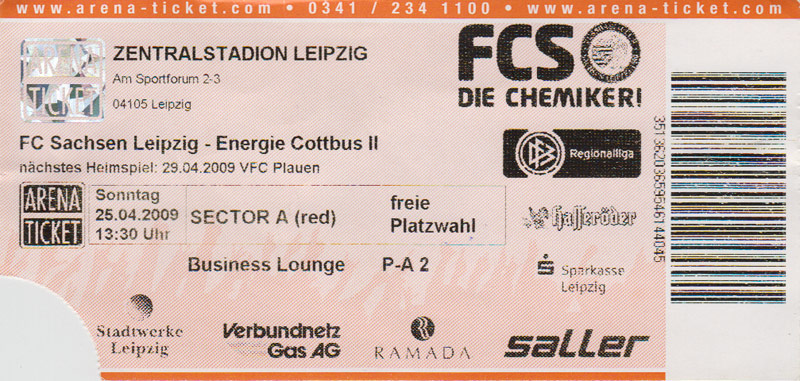 www.arena-ticket.com • 0341 / 234 1100 • www.arena-ticket.com
ARENA
TICKET
ZENTRALSTADION LEIPZIG
Am Sportforum 2-3
04105 Leipzig
FCS
DIE CHEMIKER!
FC Sachsen Leipzig - Energie Cottbus II
nächstes Heimspiel: 29.04.2009 VFC Plauen
DFB Regionalliga
ARENA
TICKET
Sonntag
25.04.2009
13:30 Uhr
SECTOR A (red)
freie
Platzwahl
Hasseröder
Business Lounge P-A 2
Sparkasse
Leipzig
Stadtwerke
Leipzig
Verbundnetz
Gas AG
R
RAMADA
saller